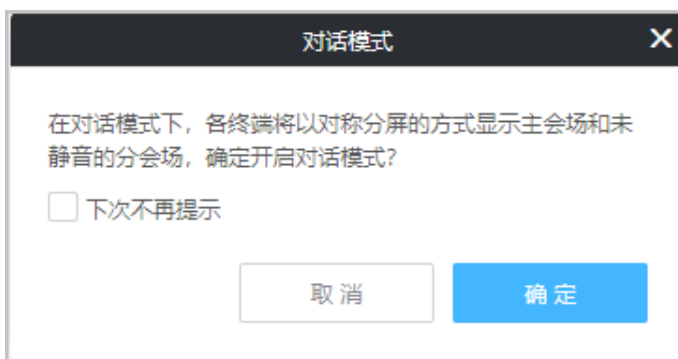 对话模式
在对话模式下，各终端将以对称分屏的方式显示主会场和未
静音的分会场，确定开启对话模式？
下次不再提示
取消
确定